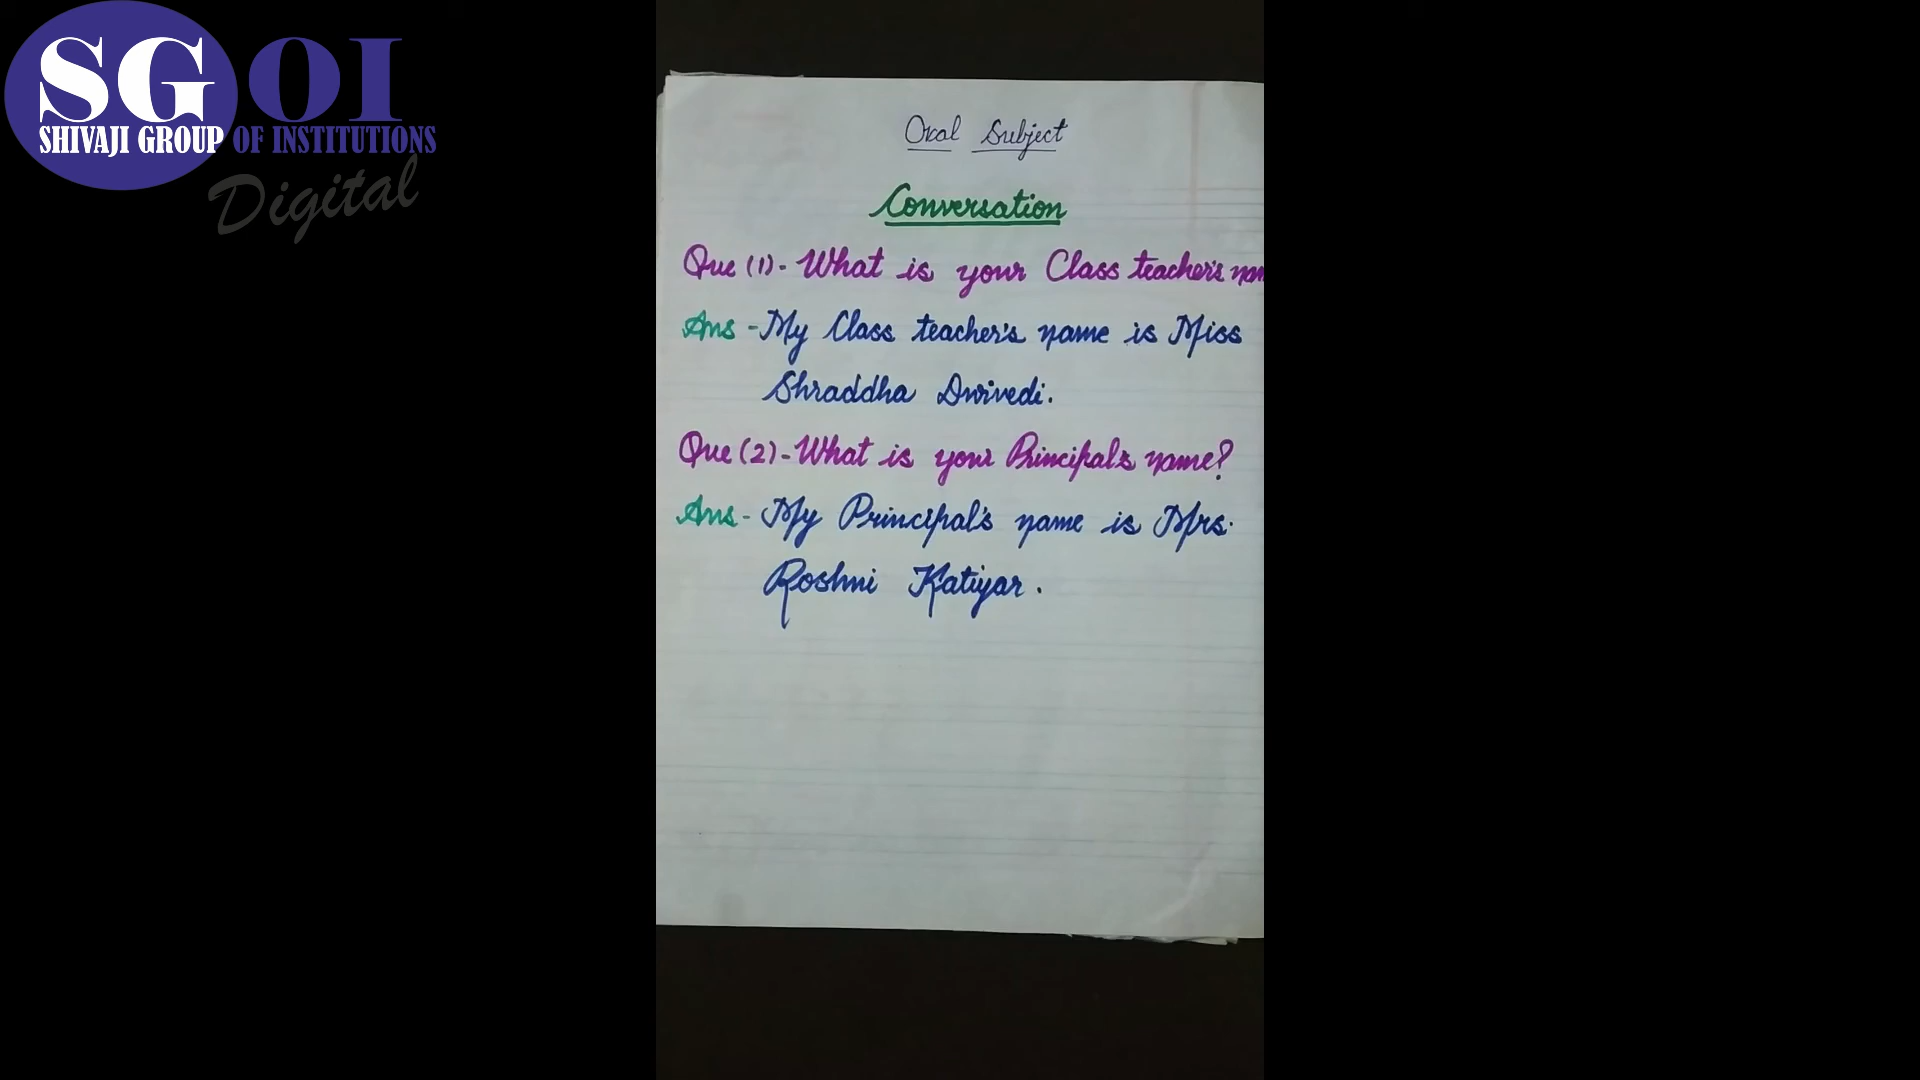 SGOI
SHIVAJI GROUP OF INSTITUTIONS
Digital
Oral Subject
Conversation
Que (1)- What is your Class teacher's nam
Ans - My Class teacher's name is Miss
Shraddha Dwivedi.
Que (2)- What is your Principal's name?
Ans- My Principal's name is Mrs.
Roshni Katiyar.